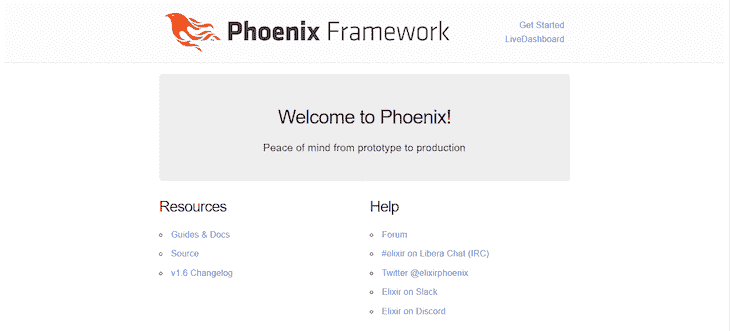 Phoenix Framework
Get Started
LiveDashboard
Welcome to Phoenix!
Peace of mind from prototype to production
Resources
Guides & Docs
Source
v1.6 Changelog
Help
Forum
#elixir on Libera Chat (IRC)
Twitter @elixirphoenix
Elixir on Slack
Elixir on Discord